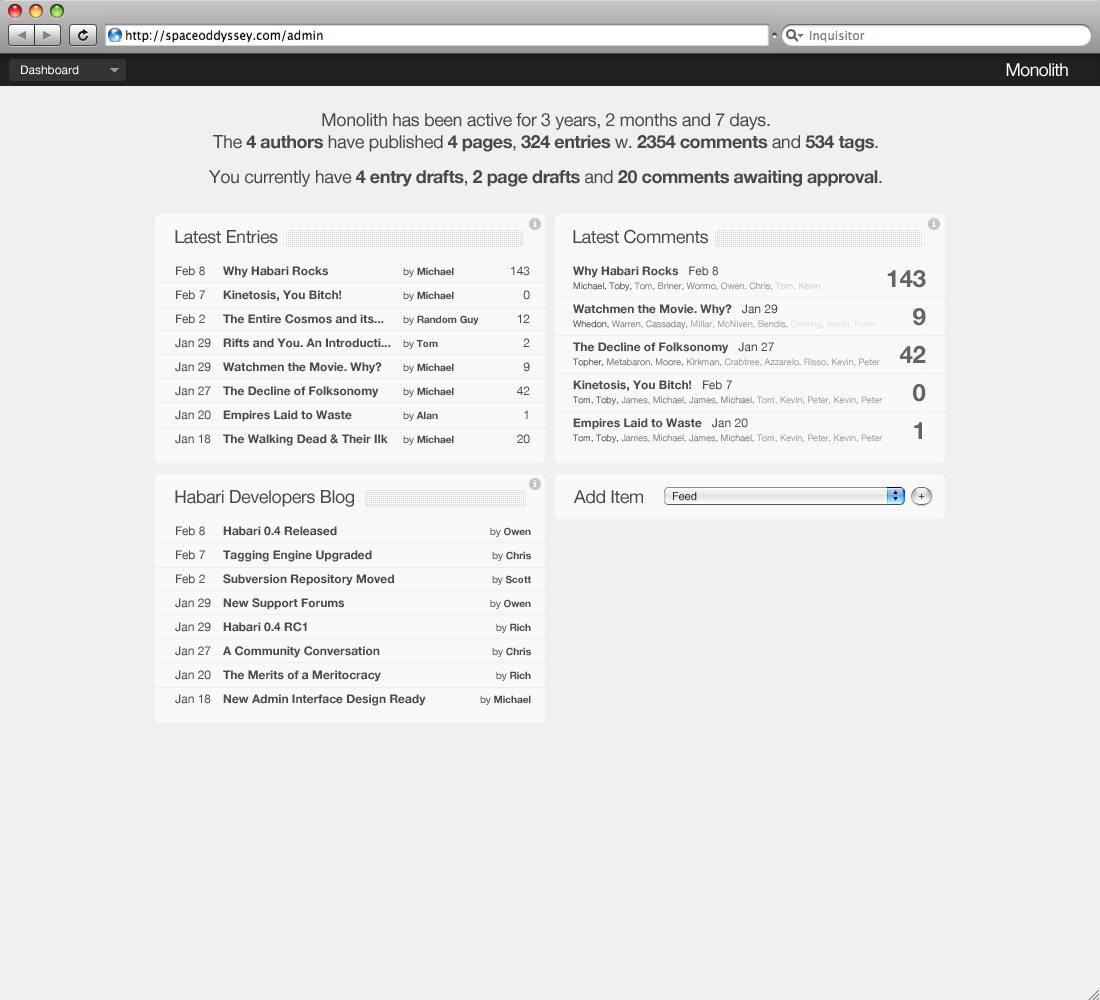 http://spaceoddyssey.com/admin
Inquisitor
Dashboard
Monolith
Monolith has been active for 3 years, 2 months and 7 days.
The 4 authors have published 4 pages, 324 entries w. 2354 comments and 534 tags.
You currently have 4 entry drafts, 2 page drafts and 20 comments awaiting approval.
Latest Entries
Feb 8 Why Habari Rocks by Michael 143
Feb 7 Kinetosis, You Bitch! by Michael 0
Feb 2 The Entire Cosmos and its... by Random Guy 12
Jan 29 Rifts and You. An Introducti... by Tom 2
Jan 29 Watchmen the Movie. Why? by Michael 9
Jan 27 The Decline of Folksonomy by Michael 42
Jan 20 Empires Laid to Waste by Alan 1
Jan 18 The Walking Dead & Their Ilk by Michael 20
Latest Comments
Why Habari Rocks Feb 8 143
Michael, Toby, Tom, Briner, Wormo, Owen, Chris, Tom, Kevin
Watchmen the Movie. Why? Jan 29 9
Whedon, Warren, Cassaday, Millar, McNiven, Bendis, Kevin, Peter
The Decline of Folksonomy Jan 27 42
Topher, Metabaron, Moore, Kirkman, Crabtree, Azzarelo, Risso, Kevin, Peter
Kinetosis, You Bitch! Feb 7 0
Tom, Toby, James, Michael, James, Michael, Tom, Kevin, Peter, Kevin, Peter
Empires Laid to Waste Jan 20 1
Tom, Toby, James, Michael, James, Michael, Tom, Kevin, Peter, Kevin, Peter
Habari Developers Blog
Feb 8 Habari 0.4 Released by Owen
Feb 7 Tagging Engine Upgraded by Chris
Feb 2 Subversion Repository Moved by Scott
Jan 29 New Support Forums by Owen
Jan 29 Habari 0.4 RC1 by Rich
Jan 27 A Community Conversation by Chris
Jan 20 The Merits of a Meritocracy by Rich
Jan 18 New Admin Interface Design Ready by Michael
Add Item Feed +